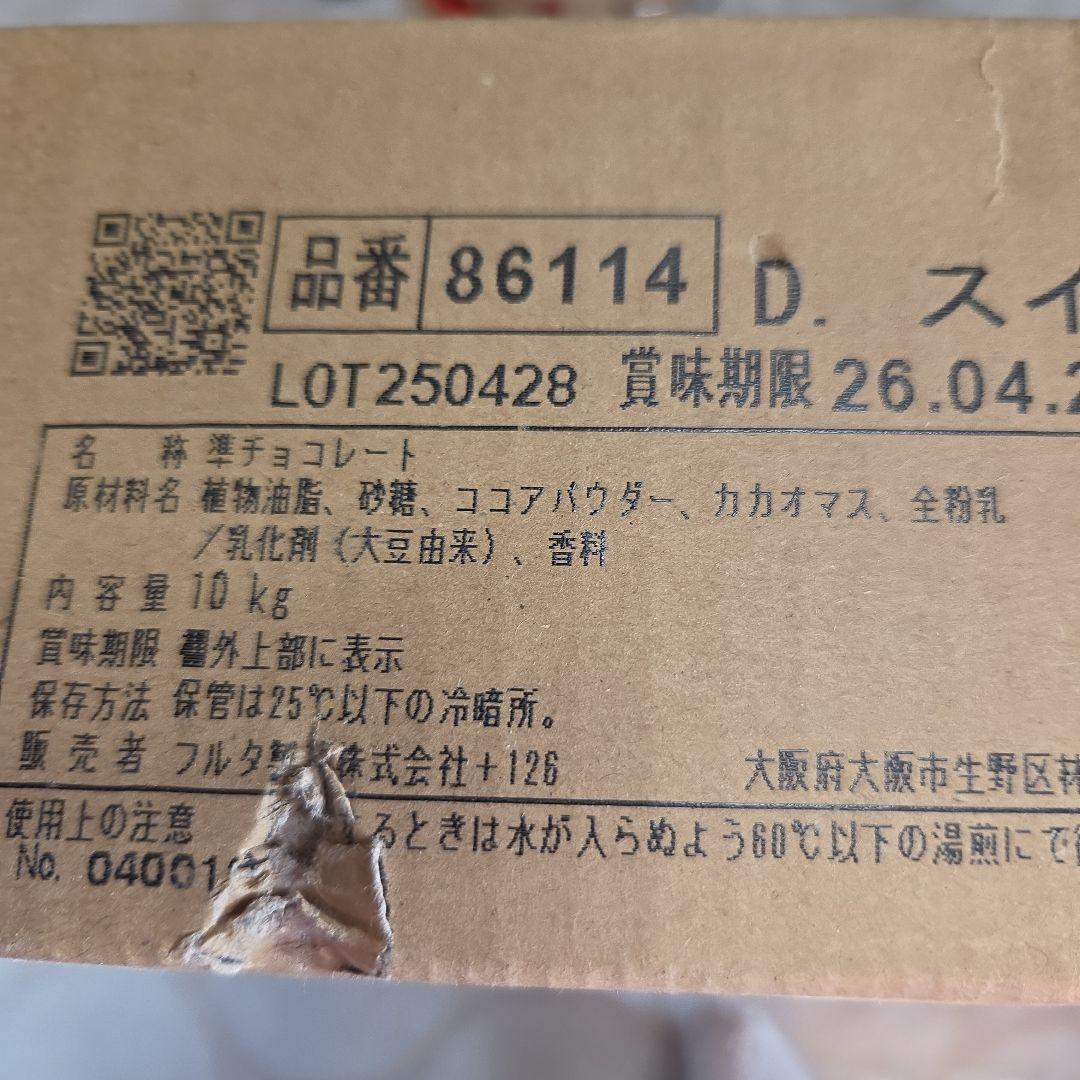 品番 86114 D. スイ
LOT250428 賞味期限 26.04.2
名 称 準チョコレート
原材料名 植物油脂、砂糖、ココアパウダー、カカオマス、全粉乳
/乳化剤(大豆由来)、香料
内容量 10 kg
賞味期限 枠外上部に表示
保存方法 保管は25℃以下の冷暗所。
販売者 フルタ製 株式会社+126 大阪府大阪市生野区林
使用上の注意 るときは水が入らぬよう60℃以下の湯煎にて
No. 04001